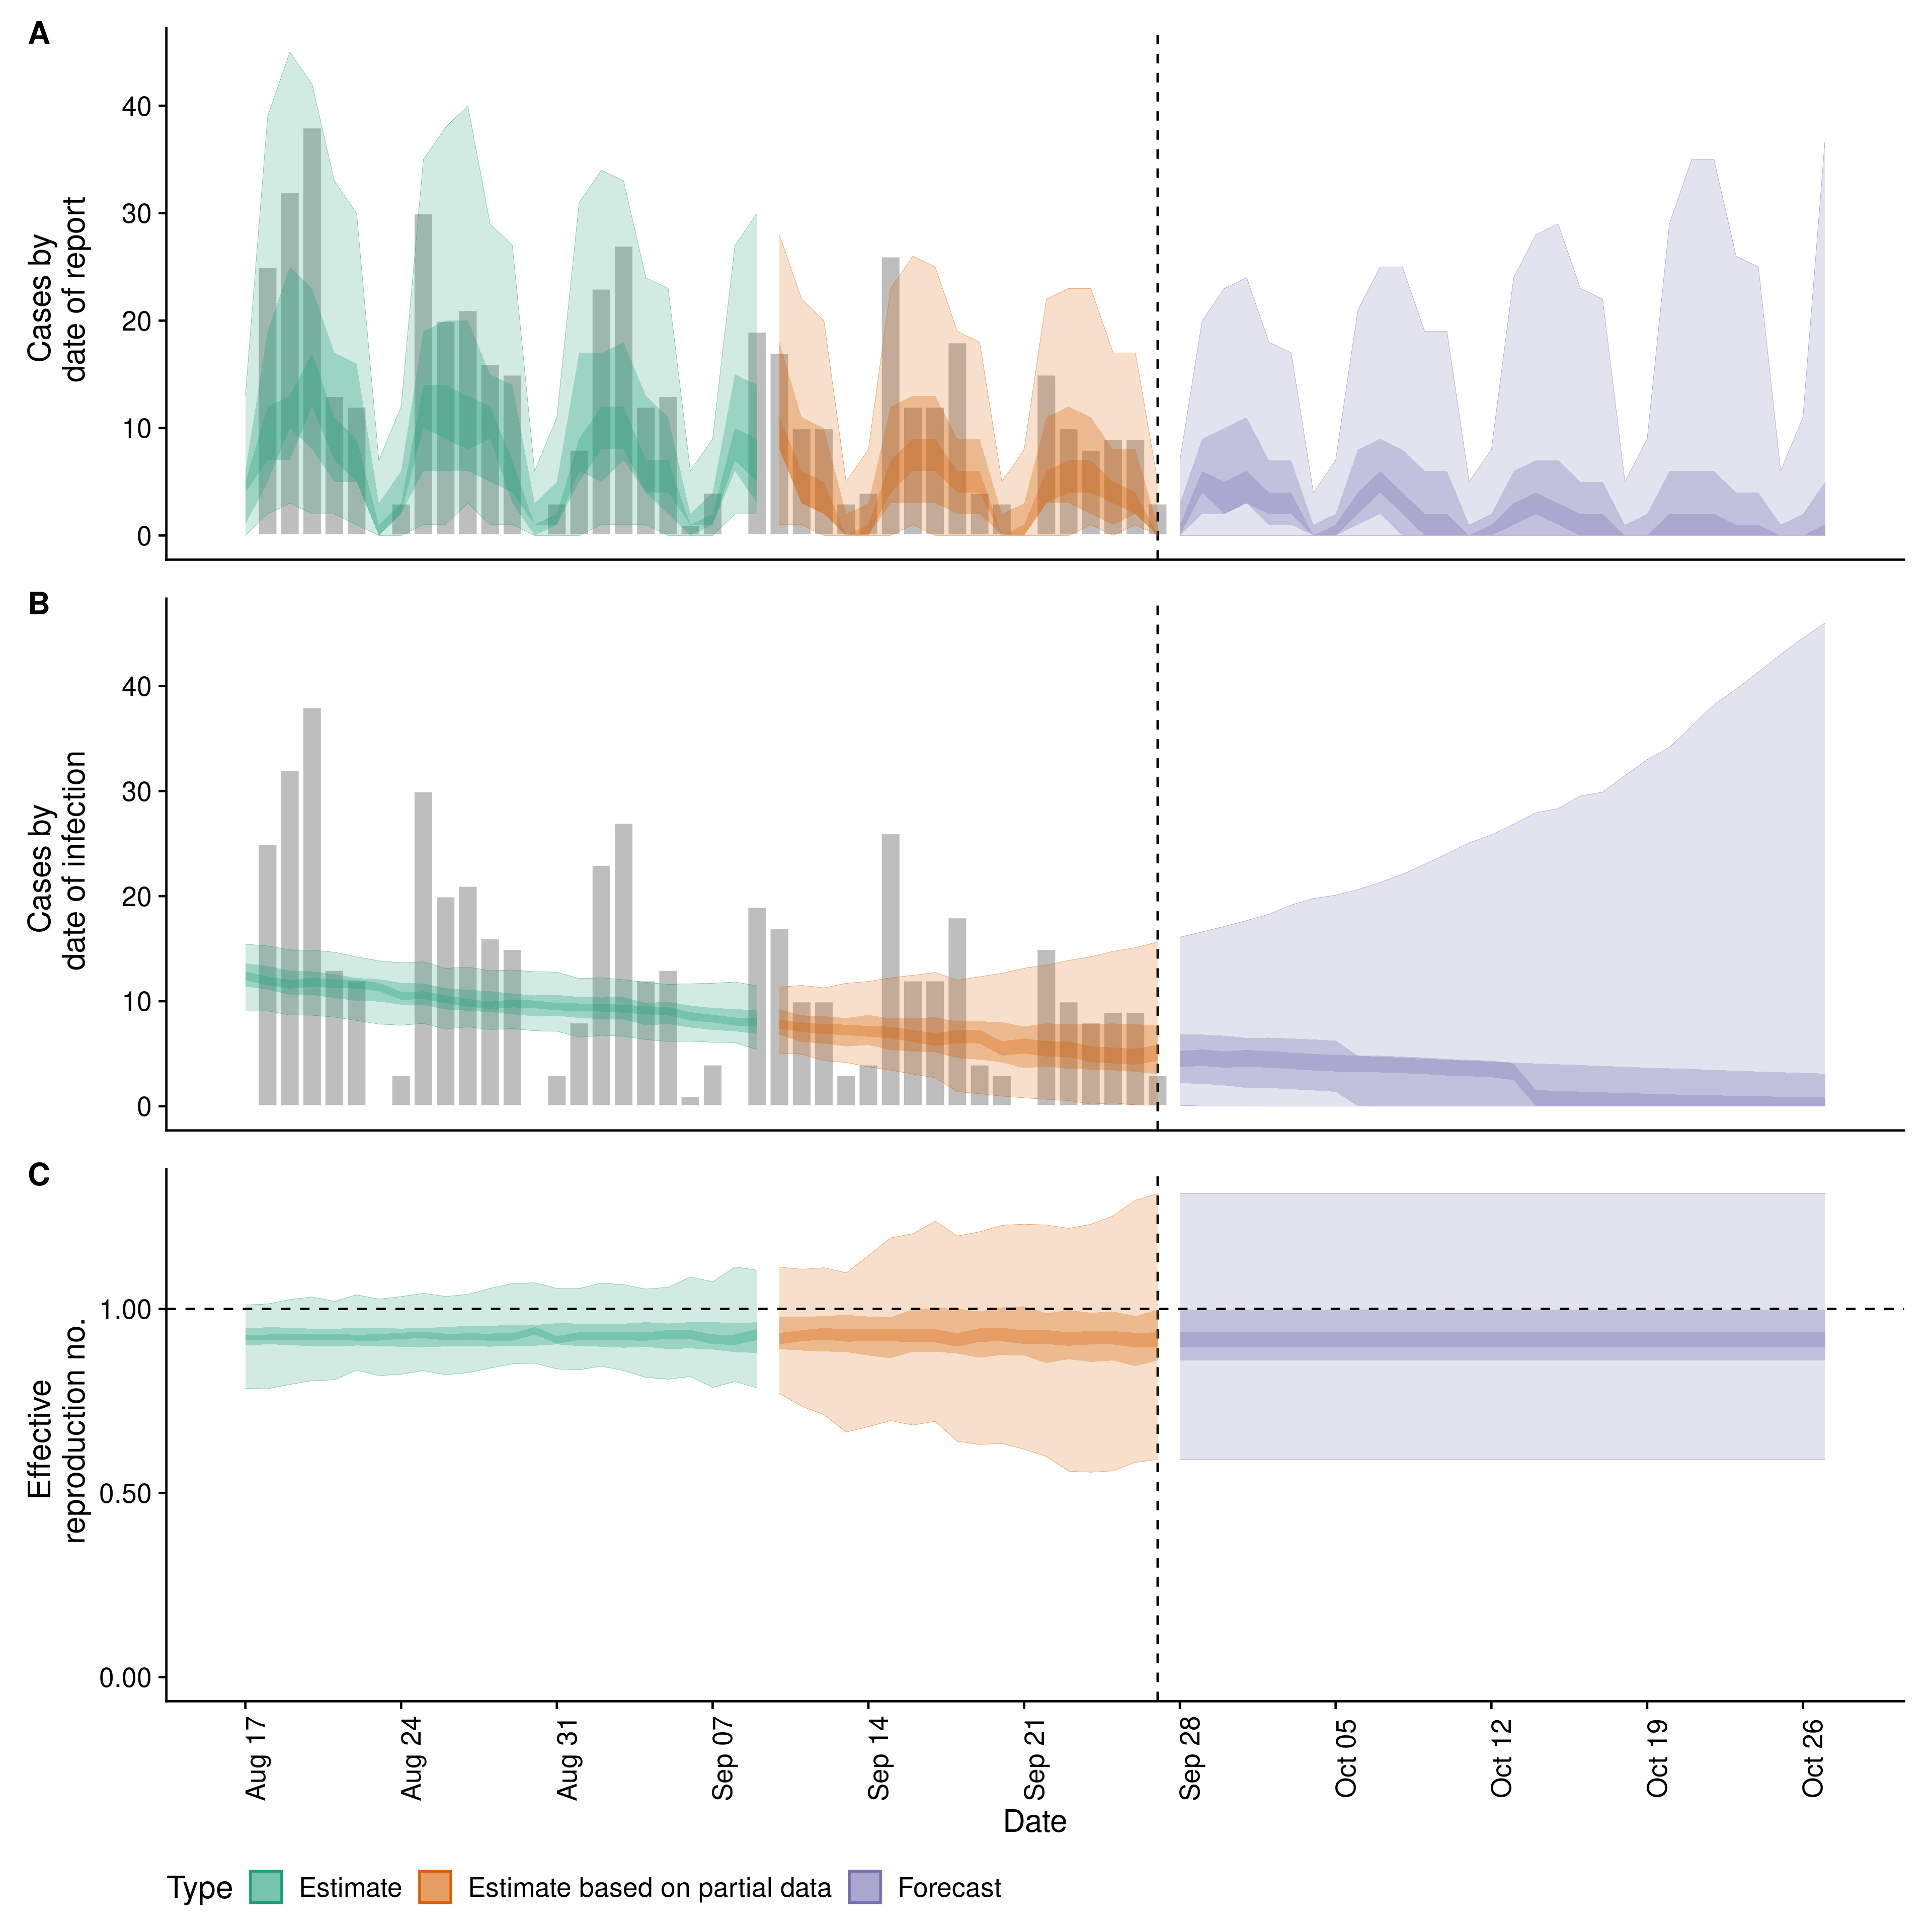 A
Cases by
date of report
40
30
20
10
0
B
Cases by
date of infection
40
30
20
10
0
C
Effective
reproduction no.
1.00
0.50
0.00
Aug 17
Aug 24
Aug 31
Sep 07
Sep 14
Sep 21
Sep 28
Oct 05
Oct 12
Oct 19
Oct 26
Date
Type Estimate Estimate based on partial data Forecast